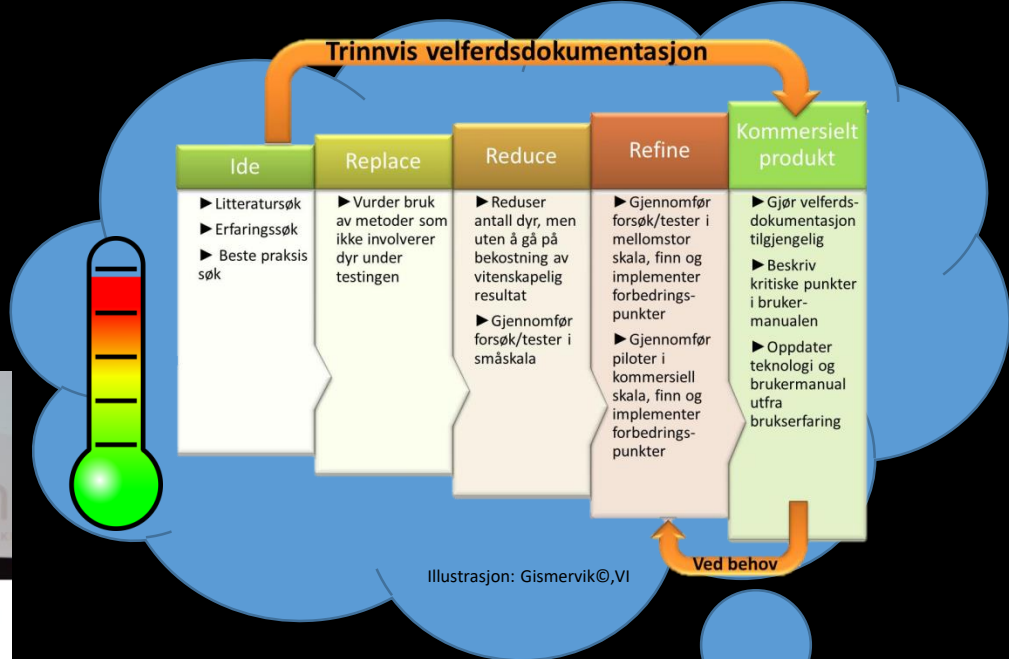 Trinnvis velferdsdokumentasjon
Ide
►Litteratursøk
►Erfaringssøk
► Beste praksis
søk
Replace
►Vurder bruk
av metoder som
ikke involverer
dyr under
testingen
Reduce
►Reduser
antall dyr, men
uten å gå på
bekostning av
vitenskapelig
resultat
►Gjennomfør
forsøk/tester i
småskala
Refine
►Gjennomfør
forsøk/tester i
mellomstor
skala, finn og
implementer
forbedrings-
punkter
►Gjennomfør
piloter i
kommersiell
skala, finn og
implementer
forbedrings-
punkter
Kommersielt
produkt
►Gjør velferds-
dokumentasjon
tilgjengelig
►Beskriv
kritiske punkter
i bruker-
manualen
►Oppdater
teknologi og
brukermanual
utfra
brukserfaring
Ved behov
Illustrasjon: Gismervik©,VI